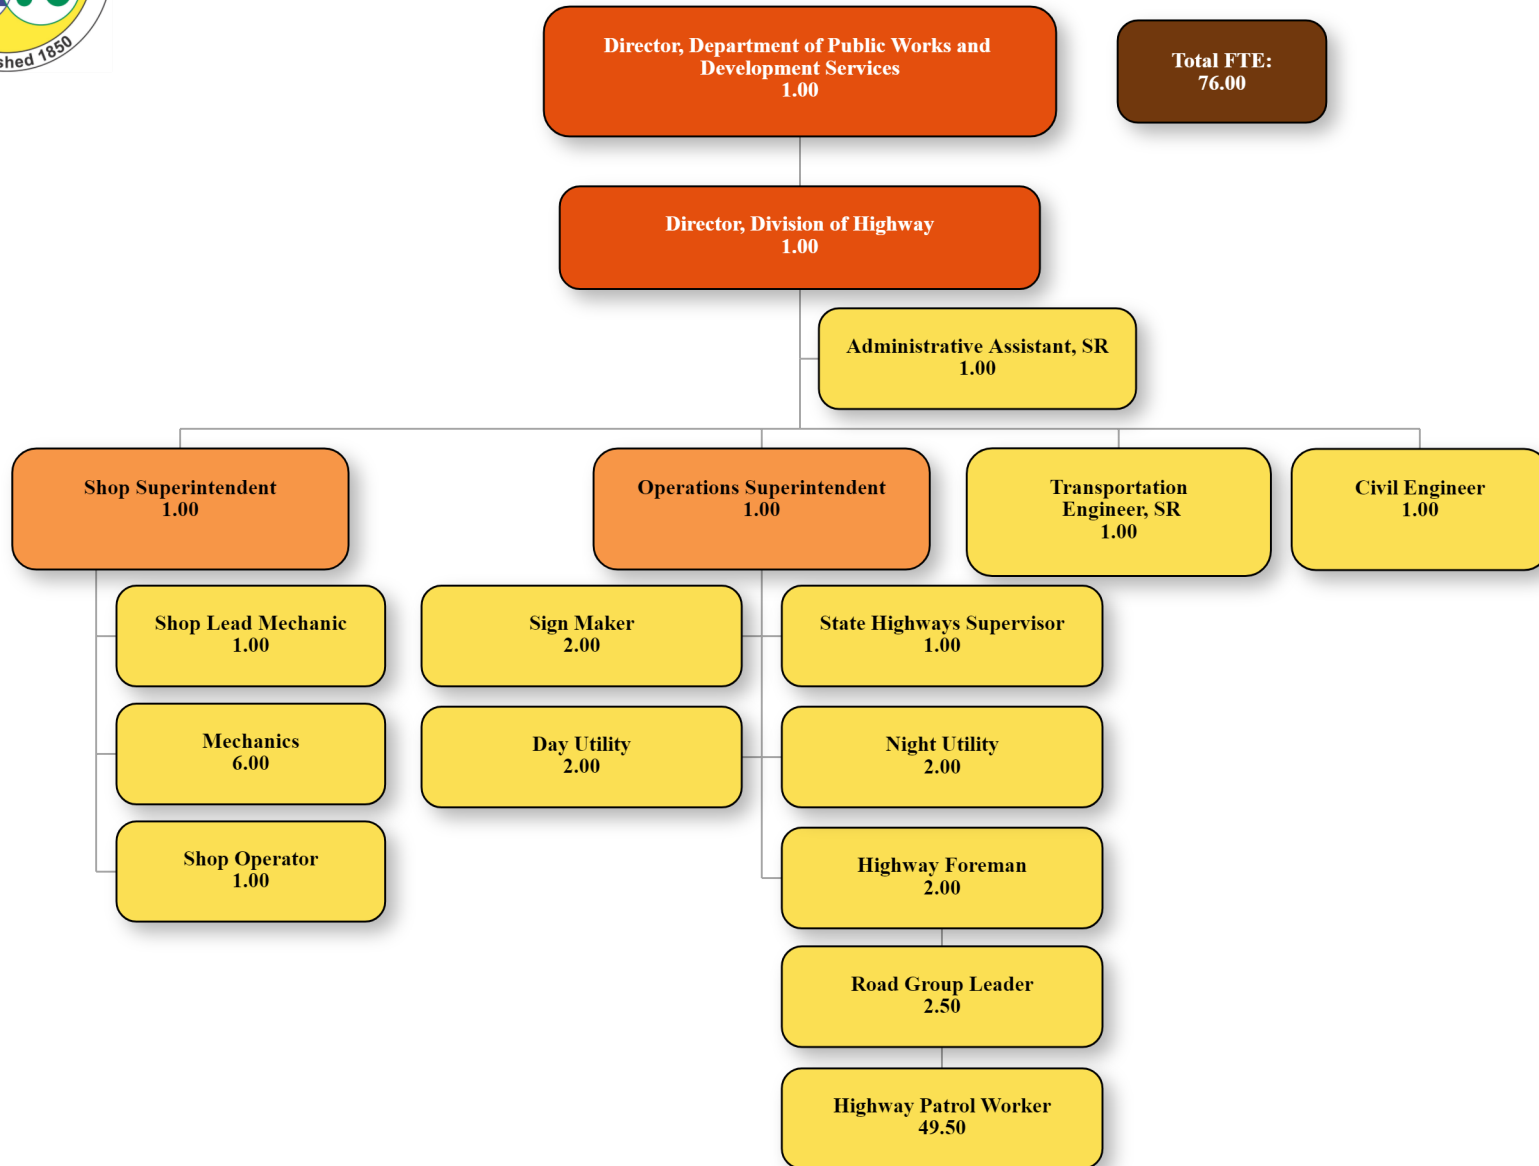 shed 1850
Director, Department of Public Works and
Development Services
1.00
Total FTE:
76.00
Director, Division of Highway
1.00
Administrative Assistant, SR
1.00
Shop Superintendent
1.00
Operations Superintendent
1.00
Transportation
Engineer, SR
1.00
Civil Engineer
1.00
Shop Lead Mechanic
1.00
Sign Maker
2.00
State Highways Supervisor
1.00
Mechanics
6.00
Day Utility
2.00
Night Utility
2.00
Shop Operator
1.00
Highway Foreman
2.00
Road Group Leader
2.50
Highway Patrol Worker
49.50